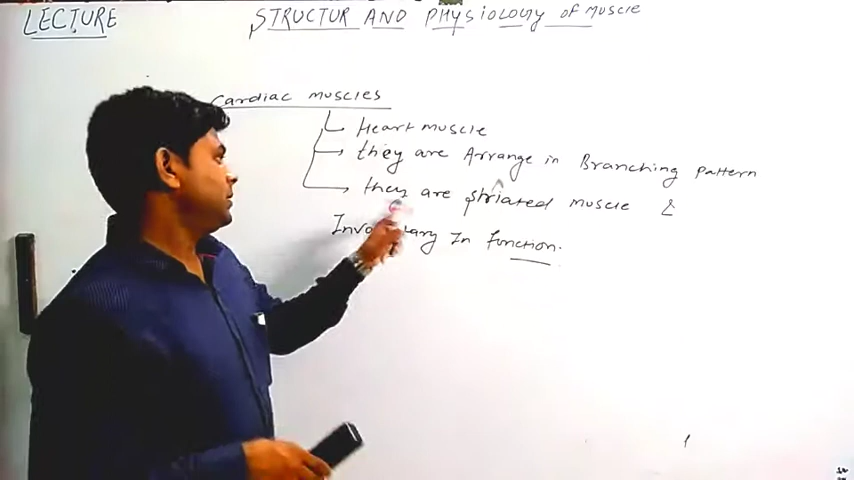 LECTURE
STRUCTUR AND PHYSiology of muscle
Cardiac muscles
Heart muscle
they are Arrange in Branching pattern
they are striated muscle &
In function.